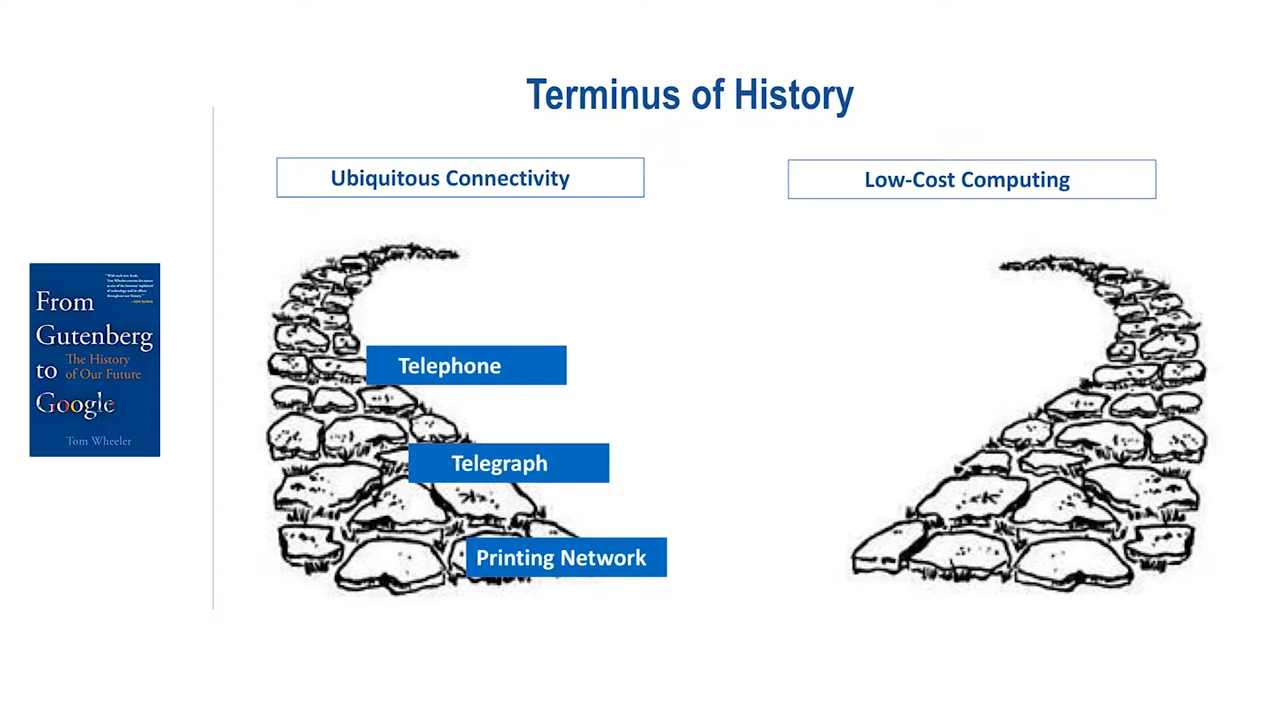 Terminus of History
Ubiquitous Connectivity
Low-Cost Computing
Telephone
Telegraph
Printing Network
From
Gutenberg
to The History
of Our Future
Google
Tom Wheeler